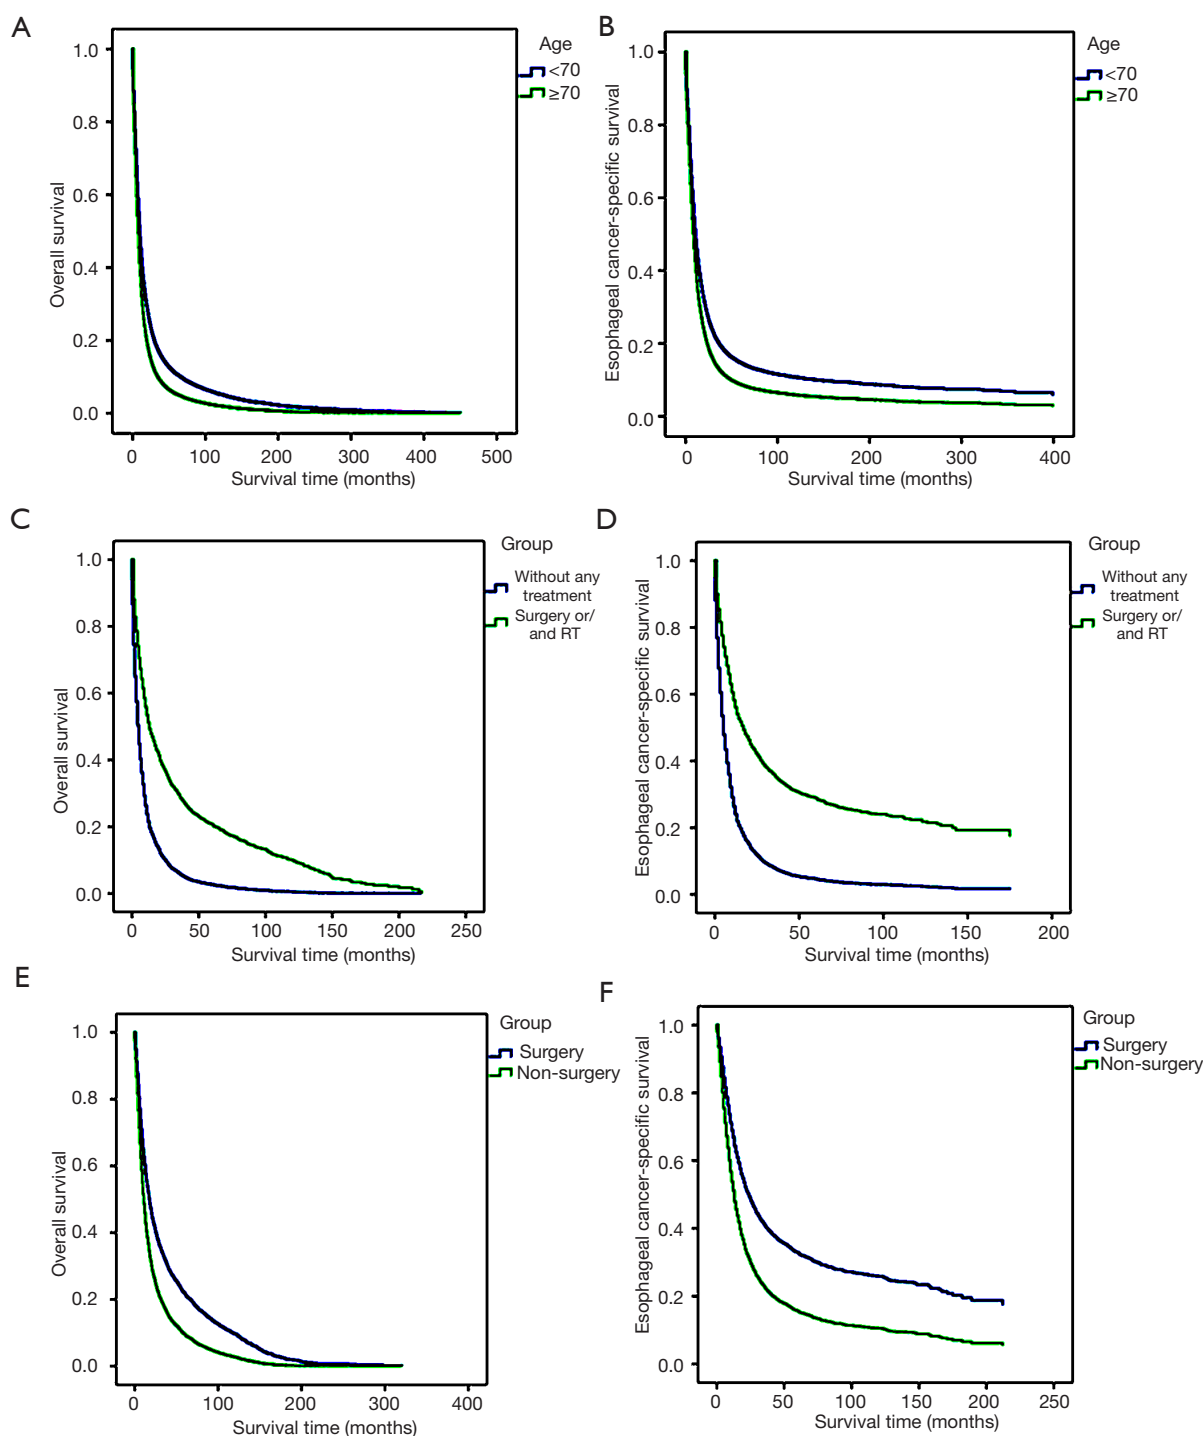 A
Age
<70
≥70
1.0
0.8
0.6
0.4
0.2
0.0
Overall survival
0 100 200 300 400 500
Survival time (months)
B
Age
<70
≥70
1.0
0.8
0.6
0.4
0.2
0.0
Esophageal cancer-specific survival
0 100 200 300 400
Survival time (months)
C
Group
Without any
treatment
Surgery or/
and RT
1.0
0.8
0.6
0.4
0.2
0.0
Overall survival
0 50 100 150 200 250
Survival time (months)
D
Group
Without any
treatment
Surgery or/
and RT
1.0
0.8
0.6
0.4
0.2
0.0
Esophageal cancer-specific survival
0 50 100 150 200
Survival time (months)
E
Group
Surgery
Non-surgery
1.0
0.8
0.6
0.4
0.2
0.0
Overall survival
0 100 200 300 400
Survival time (months)
F
Group
Surgery
Non-surgery
1.0
0.8
0.6
0.4
0.2
0.0
Esophageal cancer-specific survival
0 50 100 150 200 250
Survival time (months)